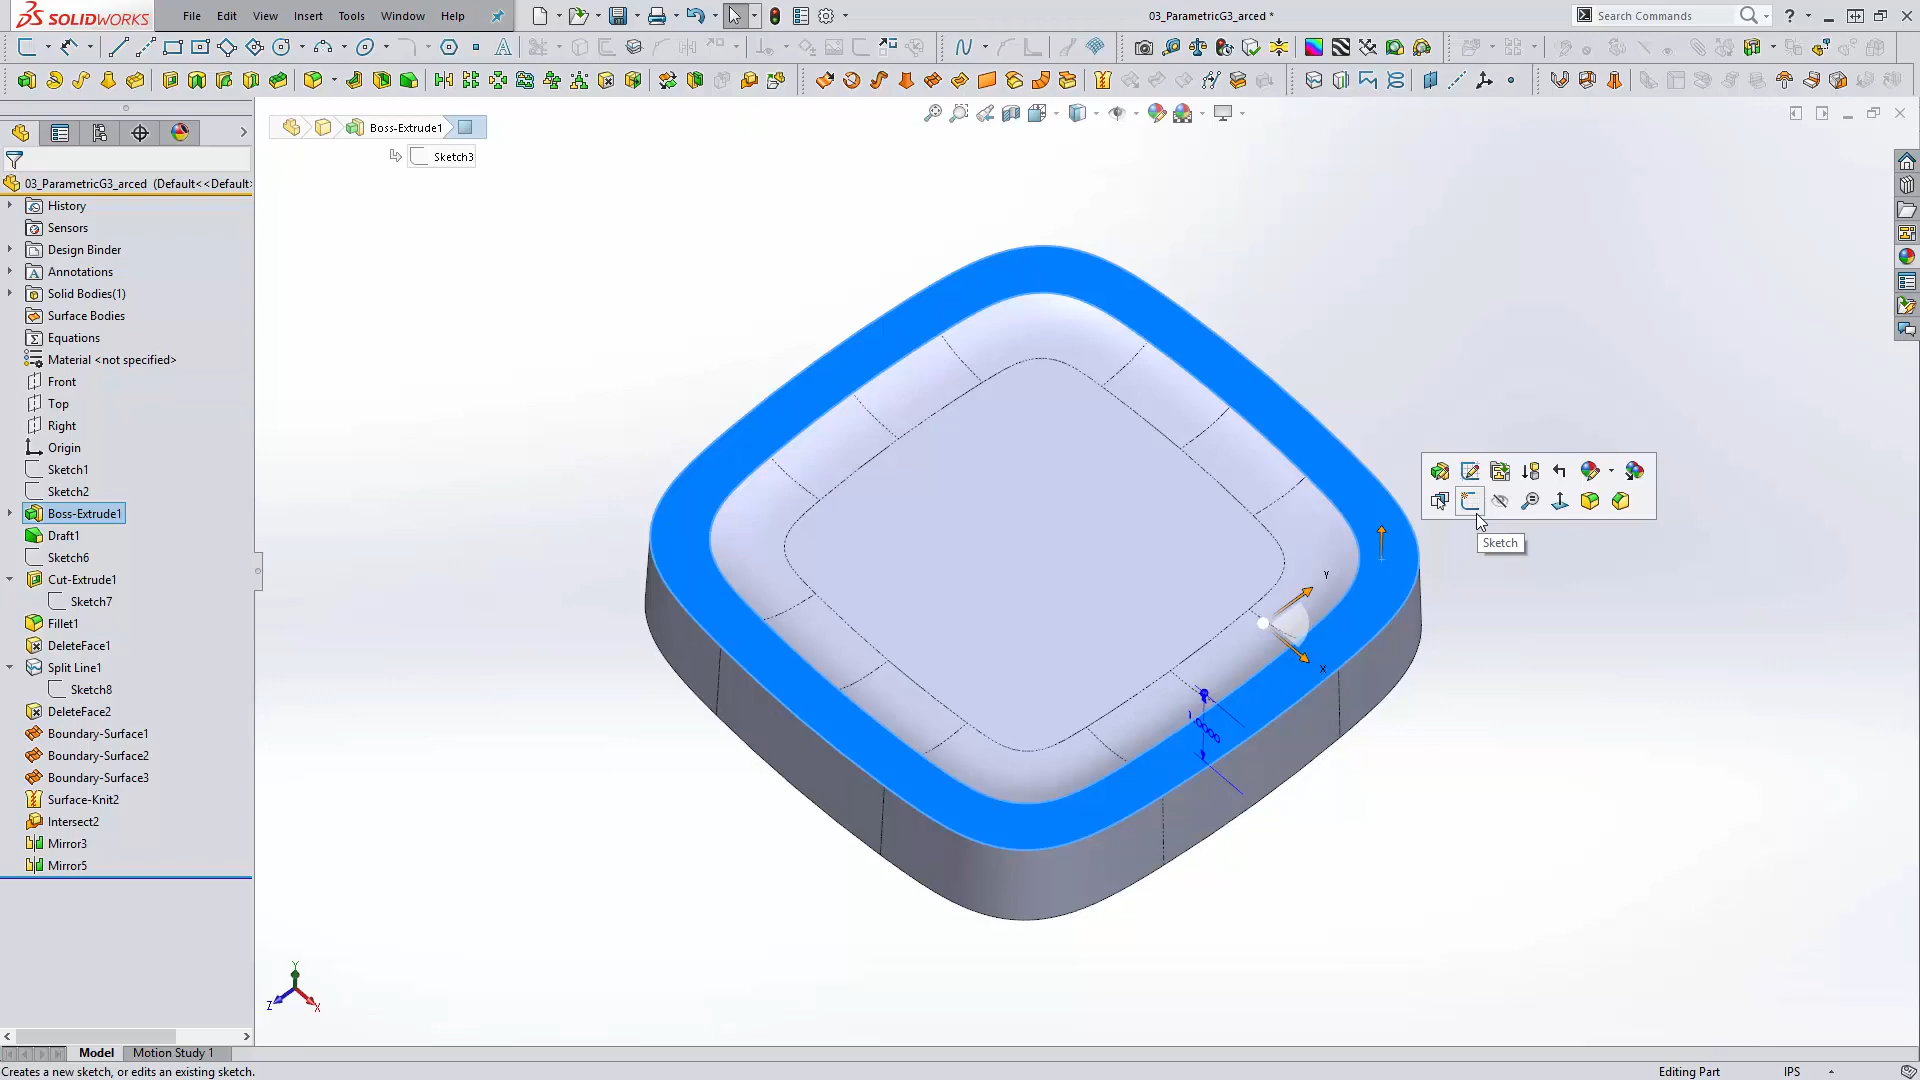 SOLIDWORKS
File Edit View Insert Tools Window Help
03_ParametricG3_arced *
Search Commands
Boss-Extrude1
Sketch3
03_ParametricG3_arced (Default<<Default>
History
Sensors
Design Binder
Annotations
Solid Bodies(1)
Surface Bodies
Equations
Material <not specified>
Front
Top
Right
Origin
Sketch1
Sketch2
Boss-Extrude1
Draft1
Sketch6
Cut-Extrude1
Sketch7
Fillet1
DeleteFace1
Split Line1
Sketch8
DeleteFace2
Boundary-Surface1
Boundary-Surface2
Boundary-Surface3
Surface-Knit2
Intersect2
Mirror3
Mirror5
Sketch
Y
X
1.0000
Y
Z
X
Model
Motion Study 1
Creates a new sketch, or edits an existing sketch.
Editing Part
IPS